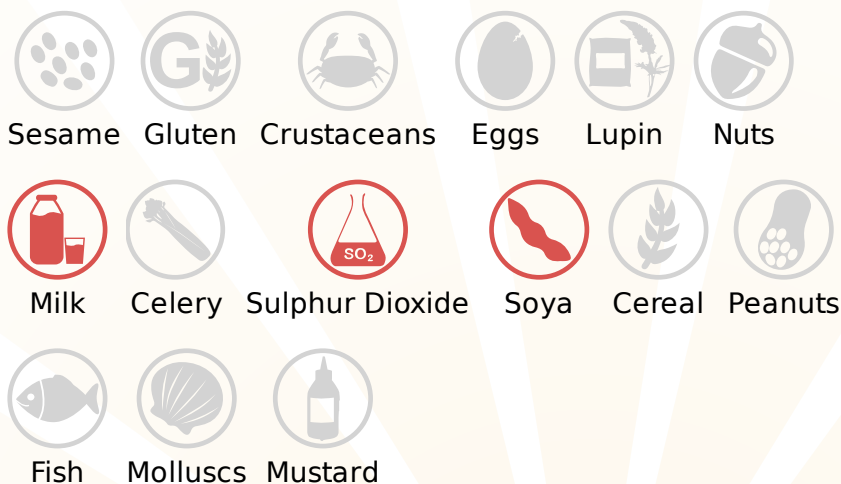 G
Sesame Gluten Crustaceans Eggs Lupin Nuts
SO₂
Milk Celery Sulphur Dioxide Soya Cereal Peanuts
Fish Molluscs Mustard